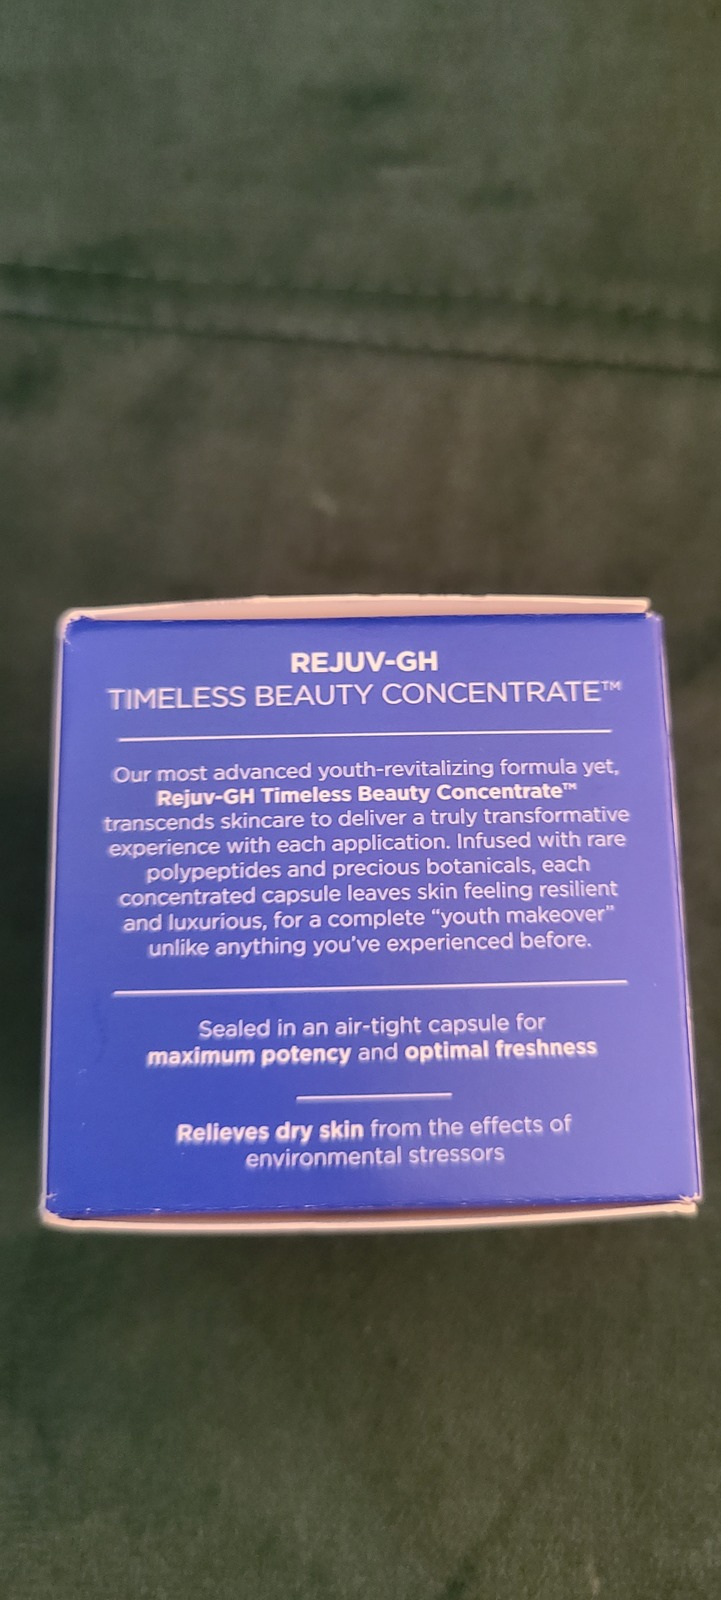 REJUV-GH
TIMELESS BEAUTY CONCENTRATE™
Our most advanced youth-revitalizing formula yet,
Rejuv-GH Timeless Beauty Concentrate™
transcends skincare to deliver a truly transformative
experience with each application. Infused with rare
polypeptides and precious botanicals, each
concentrated capsule leaves skin feeling resilient
and luxurious, for a complete “youth makeover”
unlike anything you’ve experienced before.
Sealed in an air-tight capsule for
maximum potency and optimal freshness
Relieves dry skin from the effects of
environmental stressors